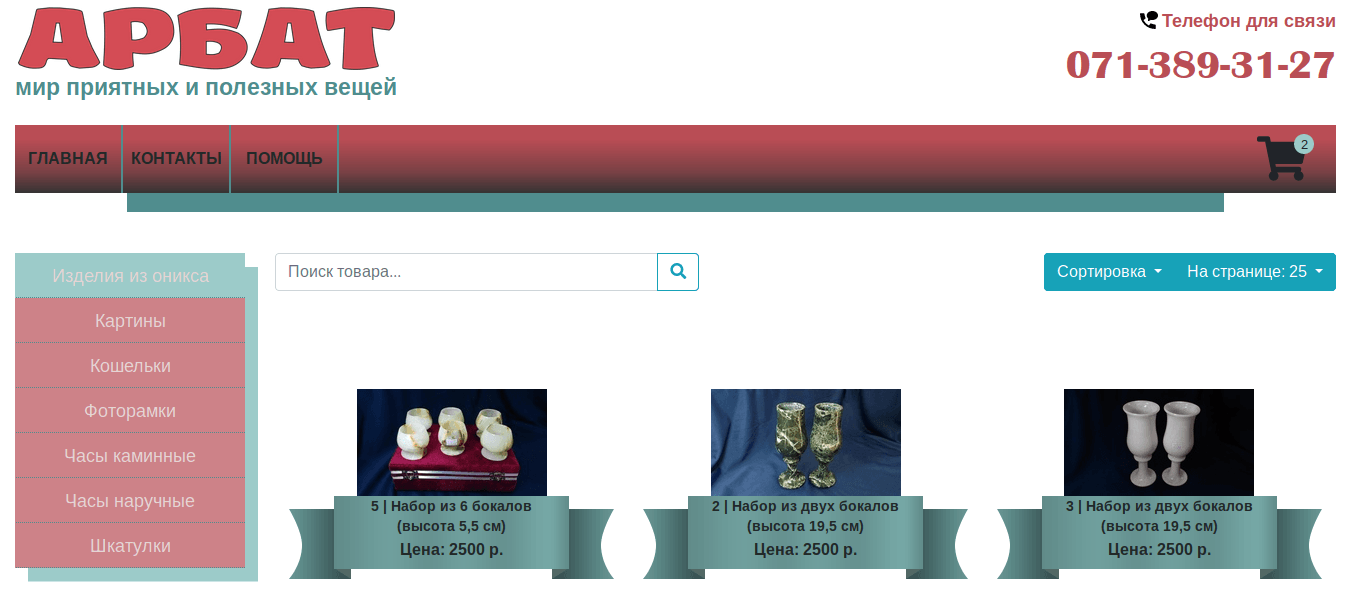 АРБАТ
мир приятных и полезных вещей
Телефон для связи
071-389-31-27
ГЛАВНАЯ КОНТАКТЫ ПОМОЩЬ
2
Изделия из оникса
Картины
Кошельки
Фоторамки
Часы каминные
Часы наручные
Шкатулки
Поиск товара...
Сортировка На странице: 25
5 | Набор из 6 бокалов
(высота 5,5 см)
Цена: 2500 р.
2 | Набор из двух бокалов
(высота 19,5 см)
Цена: 2500 р.
3 | Набор из двух бокалов
(высота 19,5 см)
Цена: 2500 р.